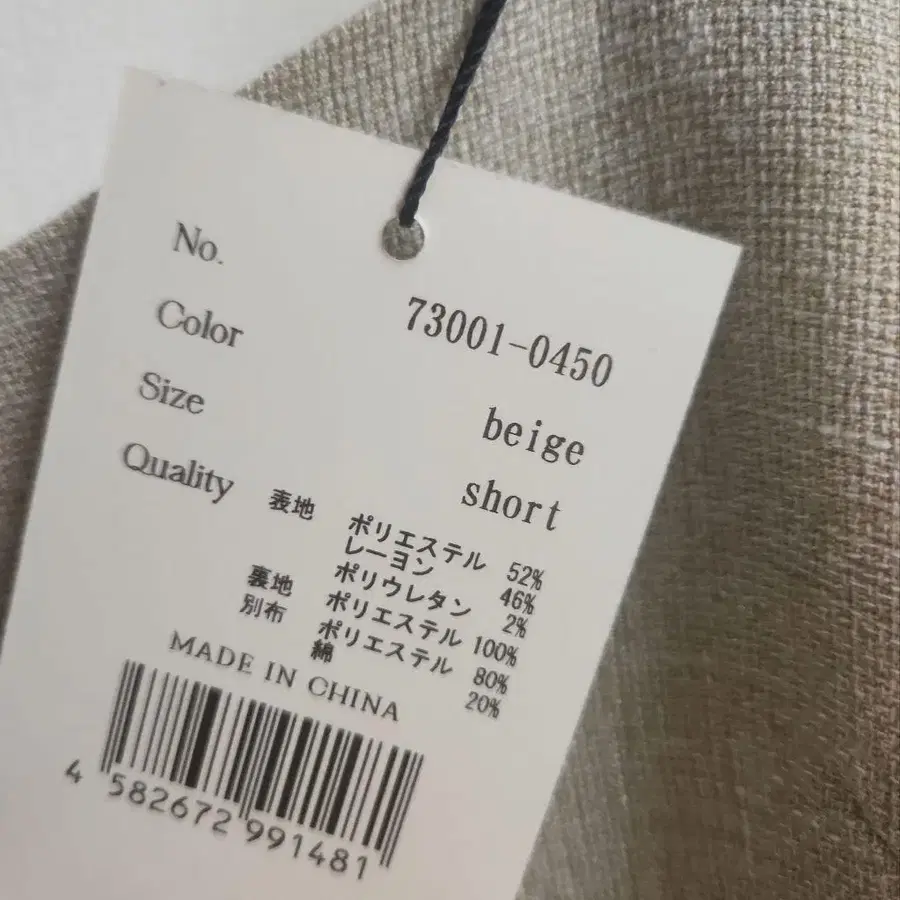 No. 73001-0450
Color beige
Size short
Quality
表地 ポリエステル 52%
レーヨン 46%
ポリウレタン 2%
裏地 ポリエステル 100%
別布 ポリエステル 80%
綿 20%
MADE IN CHINA
4 582672 991481